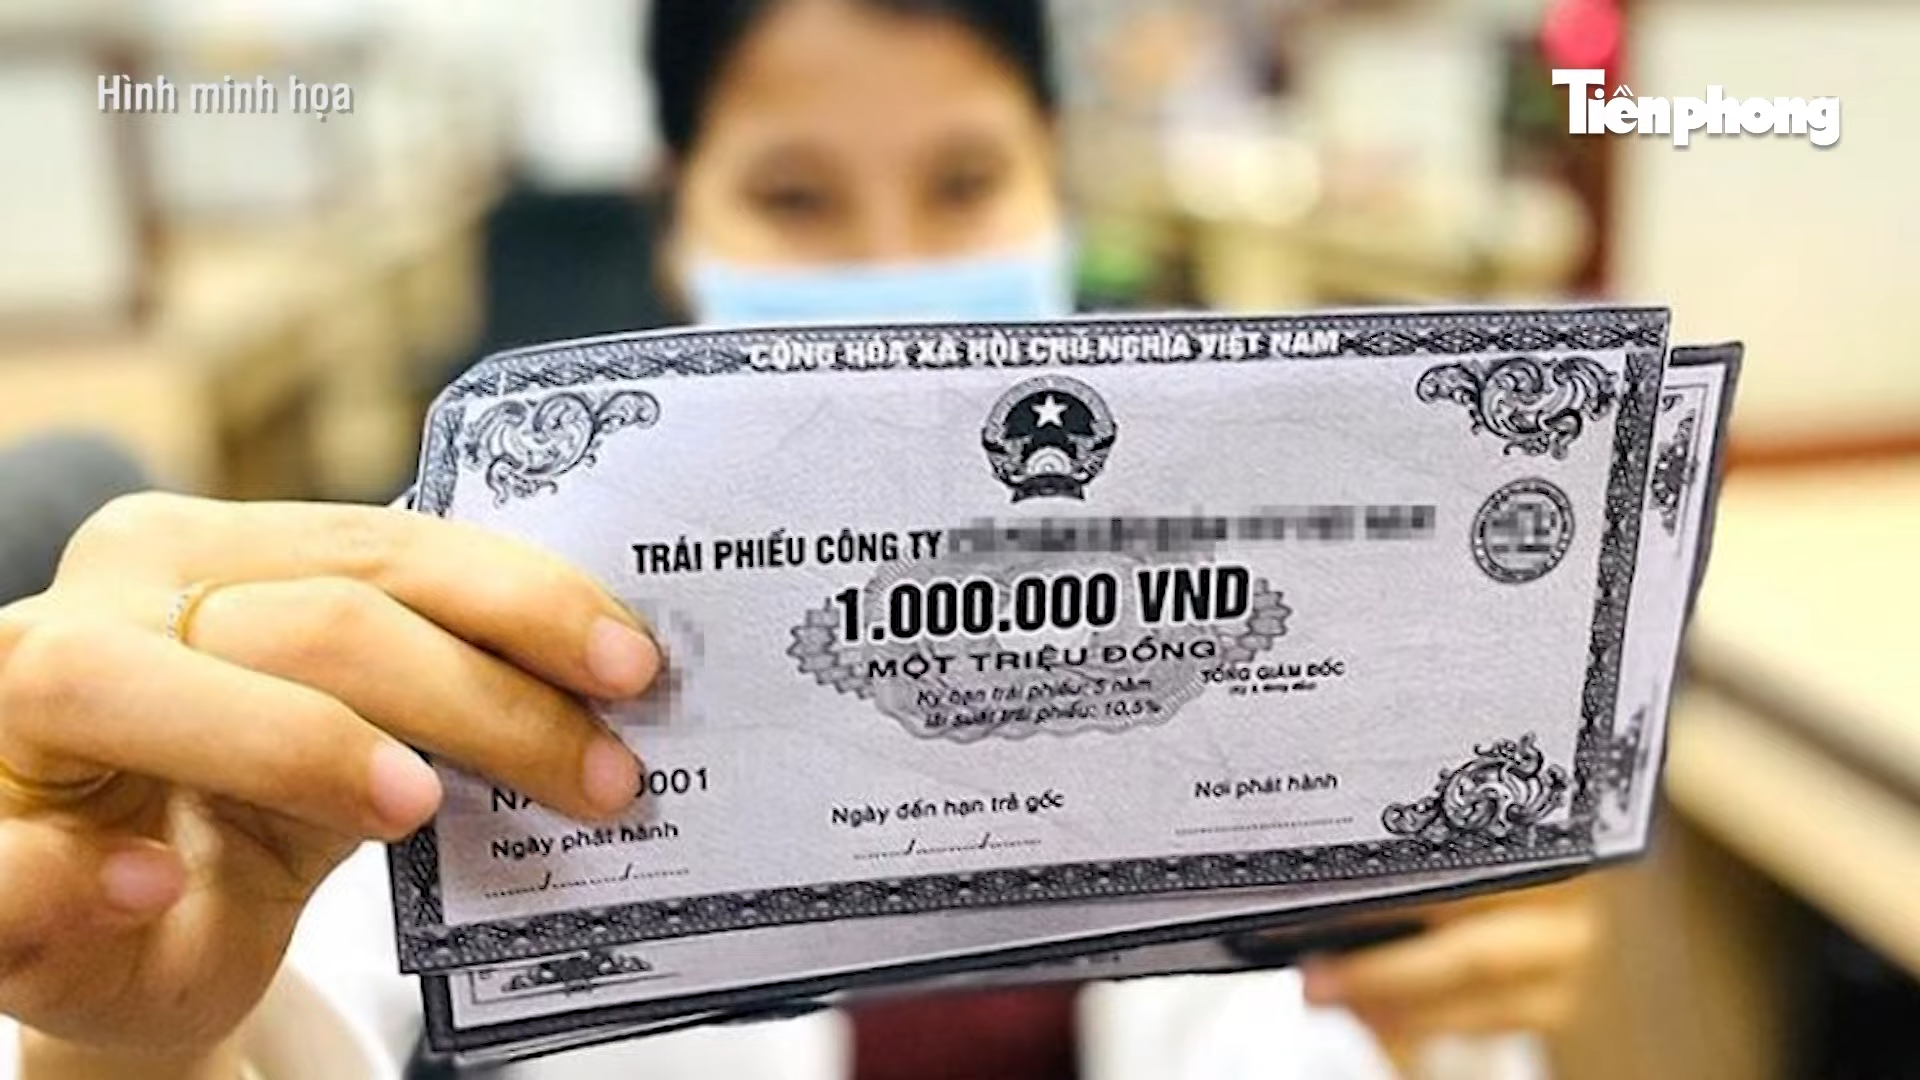 Hình minh họa
Tiền phong
CỘNG HÒA XÃ HỘI CHỦ NGHĨA VIỆT NAM
TRÁI PHIẾU CÔNG TY
1.000.000 VND
MỘT TRIỆU ĐỒNG
Kỳ hạn trái phiếu: 5 năm
TỔNG GIÁM ĐỐC
lãi suất trái phiếu: 10,5%
001
Ngày phát hành
Ngày đến hạn trả gốc
Nơi phát hành